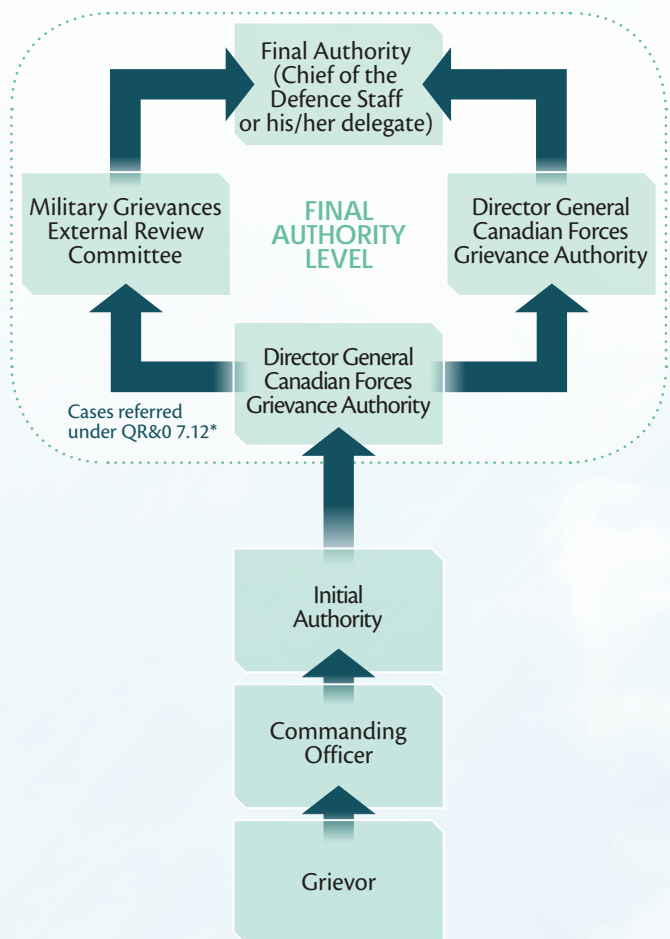 Final Authority
(Chief of the
Defence Staff
or his/her delegate)
Military Grievances
External Review
Committee
FINAL
AUTHORITY
LEVEL
Director General
Canadian Forces
Grievance Authority
Director General
Canadian Forces
Grievance Authority
Cases referred
under QR&0 7.12*
Initial
Authority
Commanding
Officer
Grievor